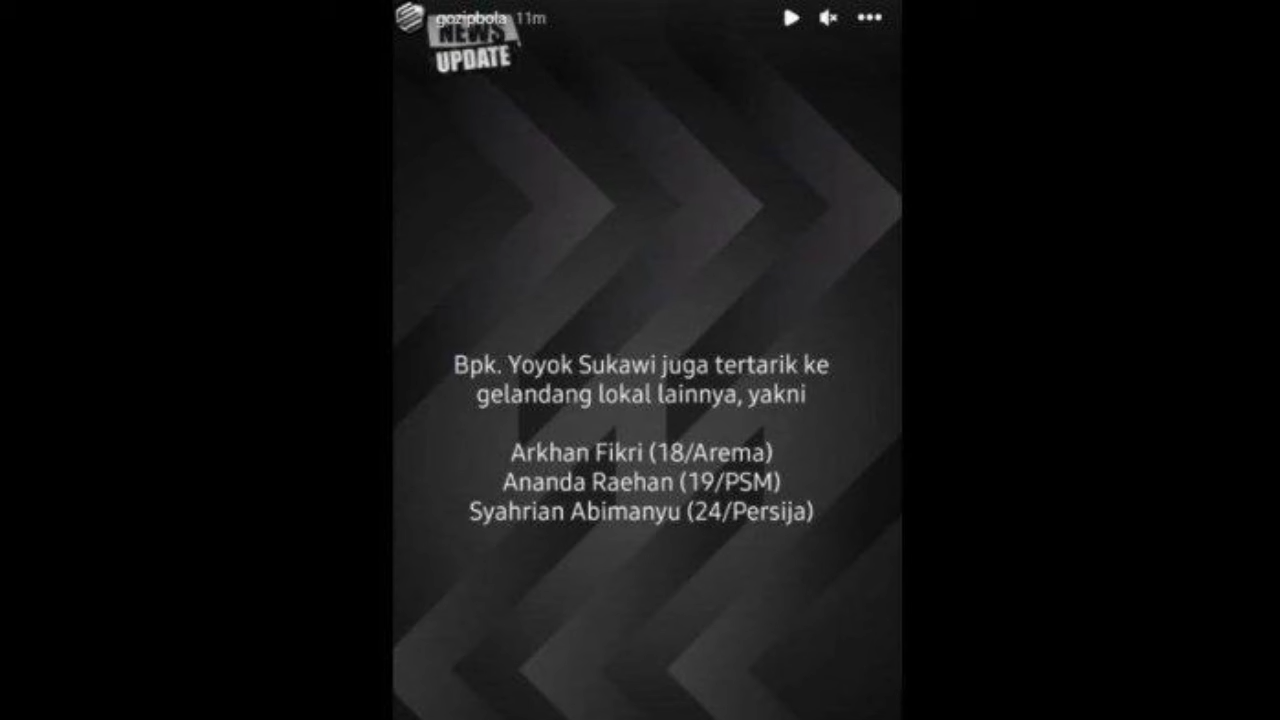 gozipbola 11m
NEWS
UPDATE
Bpk. Yoyok Sukawi juga tertarik ke
gelandang lokal lainnya, yakni
Arkhan Fikri (18/Arema)
Ananda Raehan (19/PSM)
Syahrian Abimanyu (24/Persija)